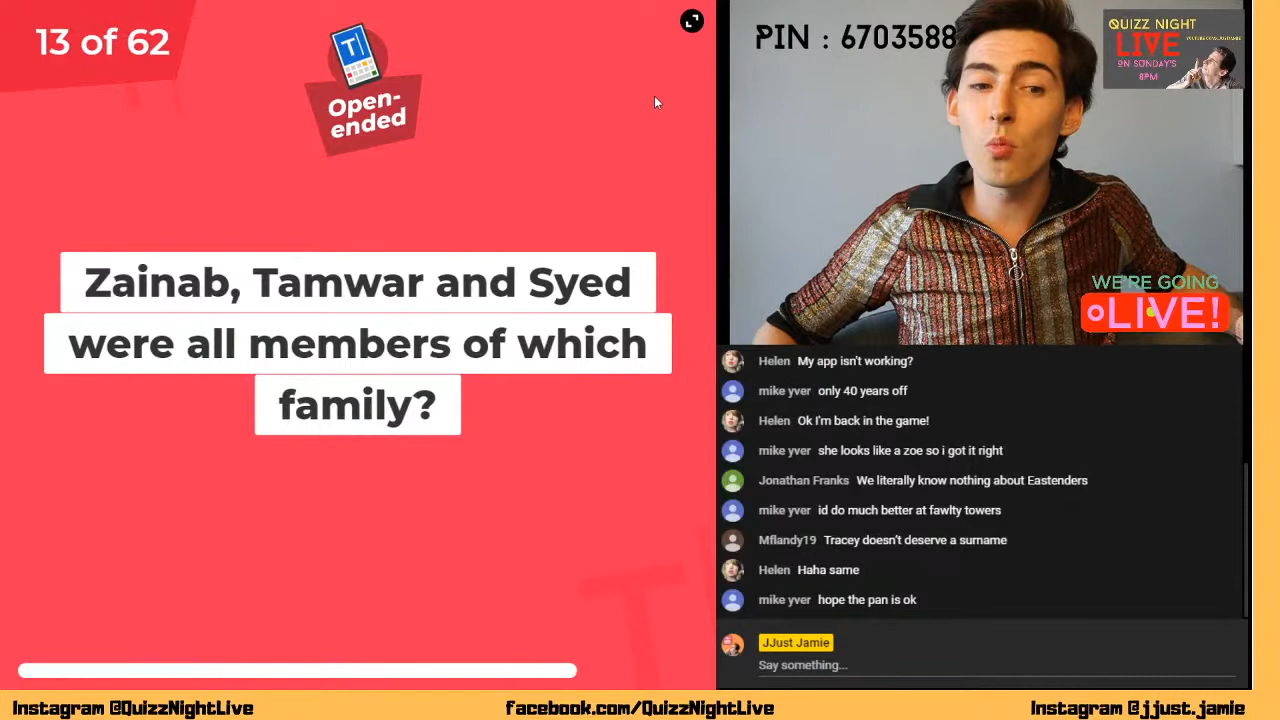 13 of 62
T
Open-
ended
Zainab, Tamwar and Syed
were all members of which
family?
PIN : 6703588
QUIZZ NIGHT
LIVE
ON SUNDAY'S
8PM
WE'RE GOING
LIVE!
Helen My app isn't working?
mike yver only 40 years off
Helen Ok I'm back in the game!
mike yver she looks like a zoe so i got it right
Jonathan Franks We literally know nothing about Eastenders
mike yver id do much better at fawlty towers
Mflandy19 Tracey doesn't deserve a surname
Helen Haha same
mike yver hope the pan is ok
JJust Jamie
Say something...
Instagram @QuizzNightLive
facebook.com/QuizzNightLive
Instagram @jjust.jamie